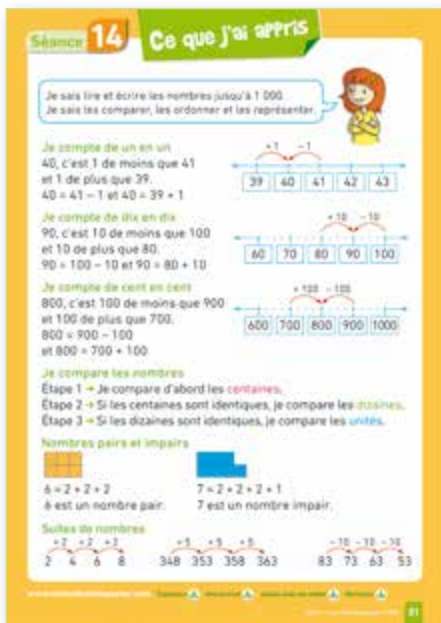 Séance 14 Ce que j'ai appris
Je sais lire et écrire les nombres jusqu'à 1 000.
Je sais les comparer, les ordonner et les représenter.
Je compte de un en un
40, c'est 1 de moins que 41
et 1 de plus que 39.
40 = 41 – 1 et 40 = 39 + 1
+ 1 – 1
39 40 41 42 43
Je compte de dix en dix
90, c'est 10 de moins que 100
et 10 de plus que 80.
90 = 100 – 10 et 90 = 80 + 10
+ 10 – 10
60 70 80 90 100
Je compte de cent en cent
800, c'est 100 de moins que 900
et 100 de plus que 700.
800 = 900 – 100
et 800 = 700 + 100
+ 100 – 100
600 700 800 900 1000
Je compare les nombres
Étape 1 → Je compare d'abord les centaines.
Étape 2 → Si les centaines sont identiques, je compare les dizaines.
Étape 3 → Si les dizaines sont identiques, je compare les unités.
Nombres pairs et impairs
6 = 2 + 2 + 2
6 est un nombre pair.
7 = 2 + 2 + 2 + 1
7 est un nombre impair.
Suites de nombres
+ 2 + 2 + 2
2 4 6 8
+ 5 + 5 + 5
348 353 358 363
– 10 – 10 – 10
83 73 63 53
81